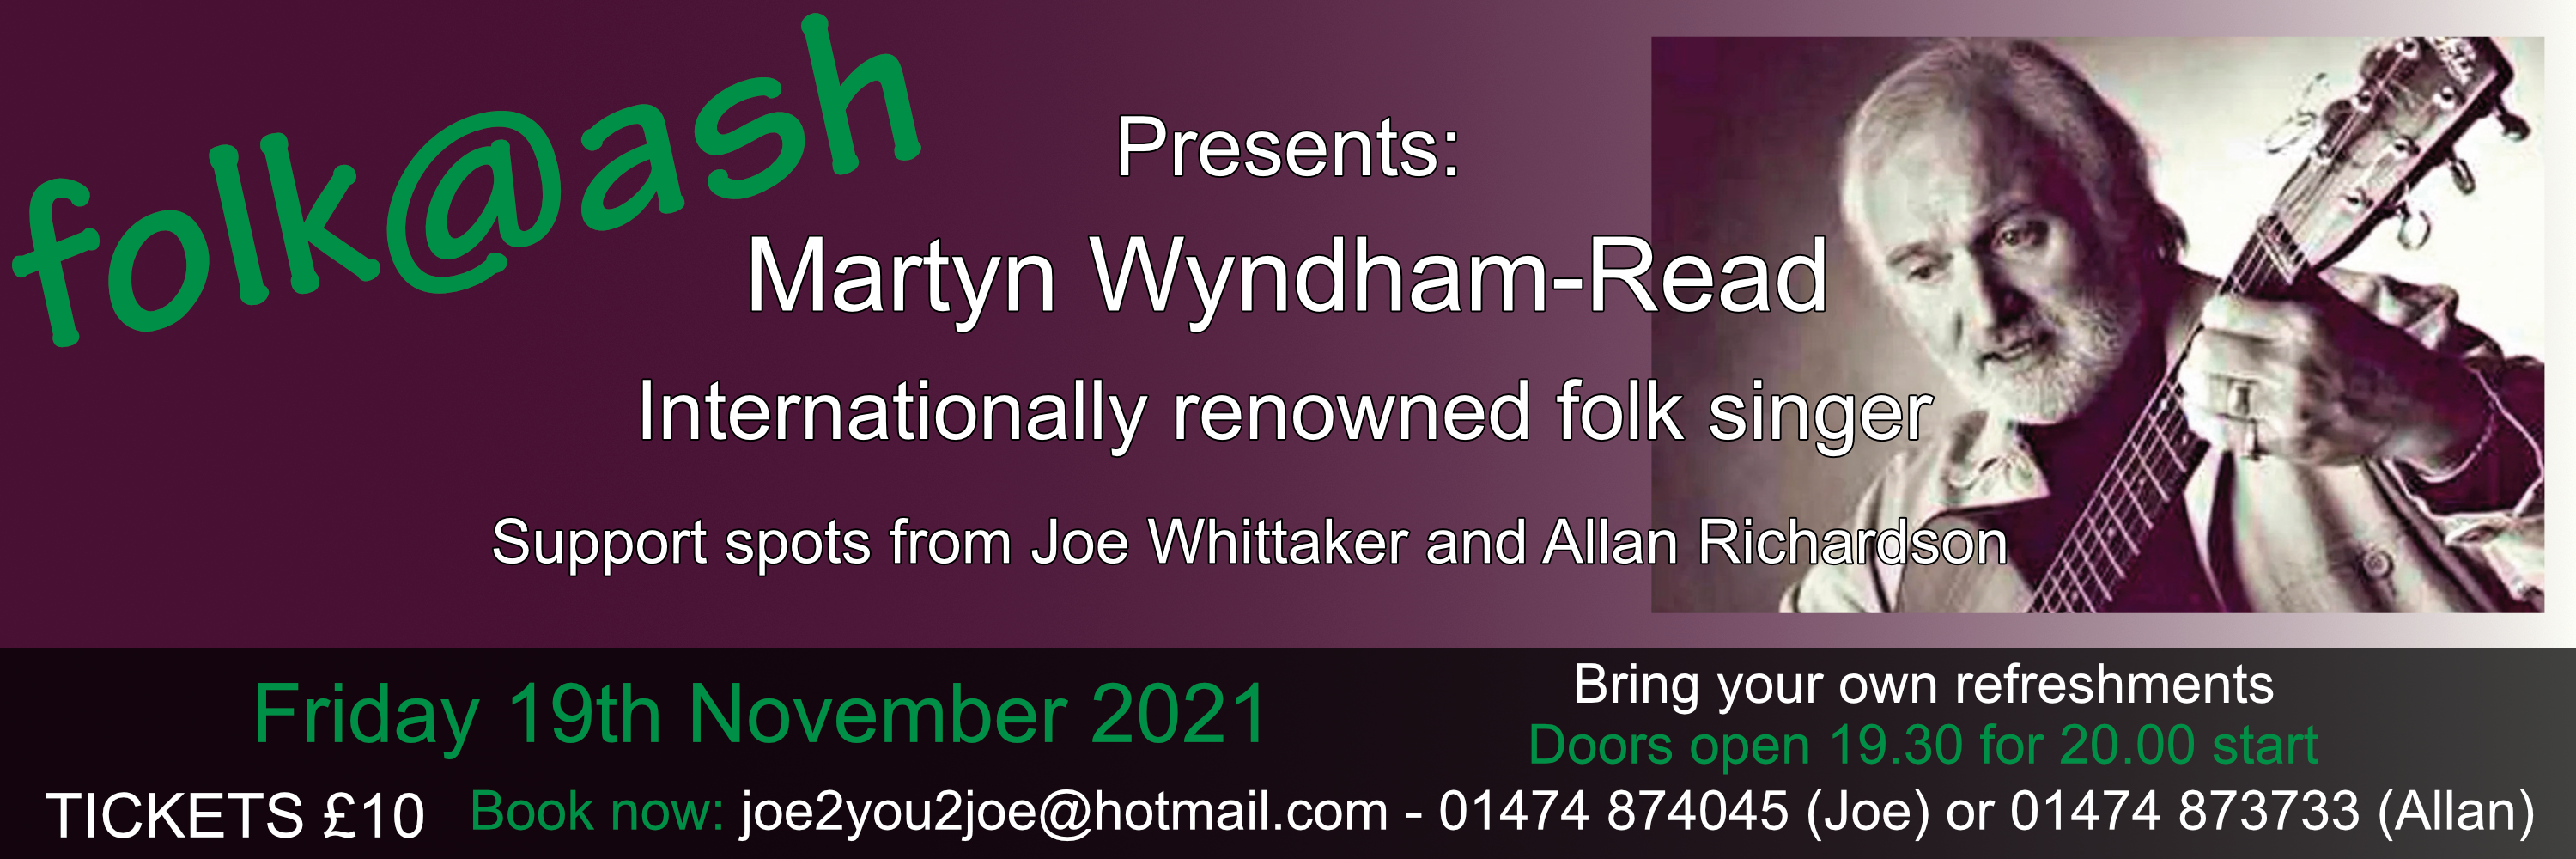 folk@ash
Presents:
Martyn Wyndham-Read
Internationally renowned folk singer
Support spots from Joe Whittaker and Allan Richardson
Friday 19th November 2021
Bring your own refreshments
Doors open 19.30 for 20.00 start
TICKETS £10 Book now: joe2you2joe@hotmail.com - 01474 874045 (Joe) or 01474 873733 (Allan)